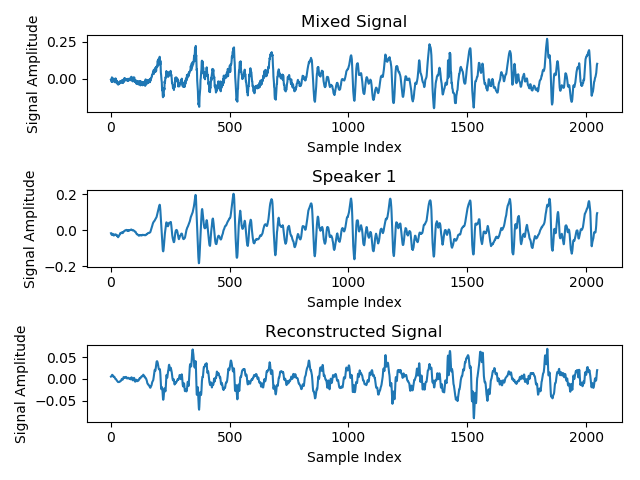 Mixed Signal
Signal Amplitude
0.25
0.00
0 500 1000 1500 2000
Sample Index
Speaker 1
Signal Amplitude
0.2
0.0
−0.2
0 500 1000 1500 2000
Sample Index
Reconstructed Signal
Signal Amplitude
0.05
0.00
−0.05
0 500 1000 1500 2000
Sample Index